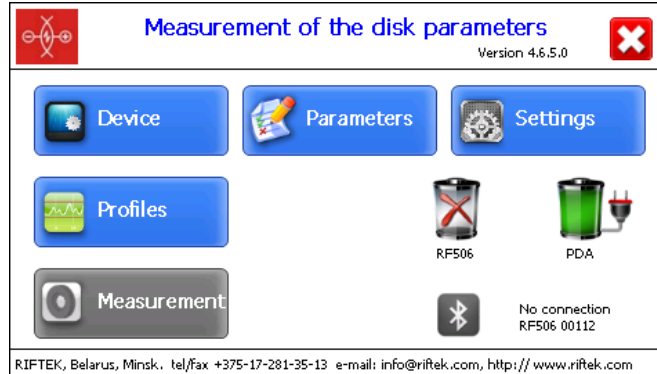 Measurement of the disk parameters
Version 4.6.5.0
Device
Parameters
Settings
Profiles
RF506
PDA
Measurement
No connection
RF506 00112
RIFTEK, Belarus, Minsk. tel/fax +375-17-281-35-13 e-mail: info@riftek.com, http:// www.riftek.com